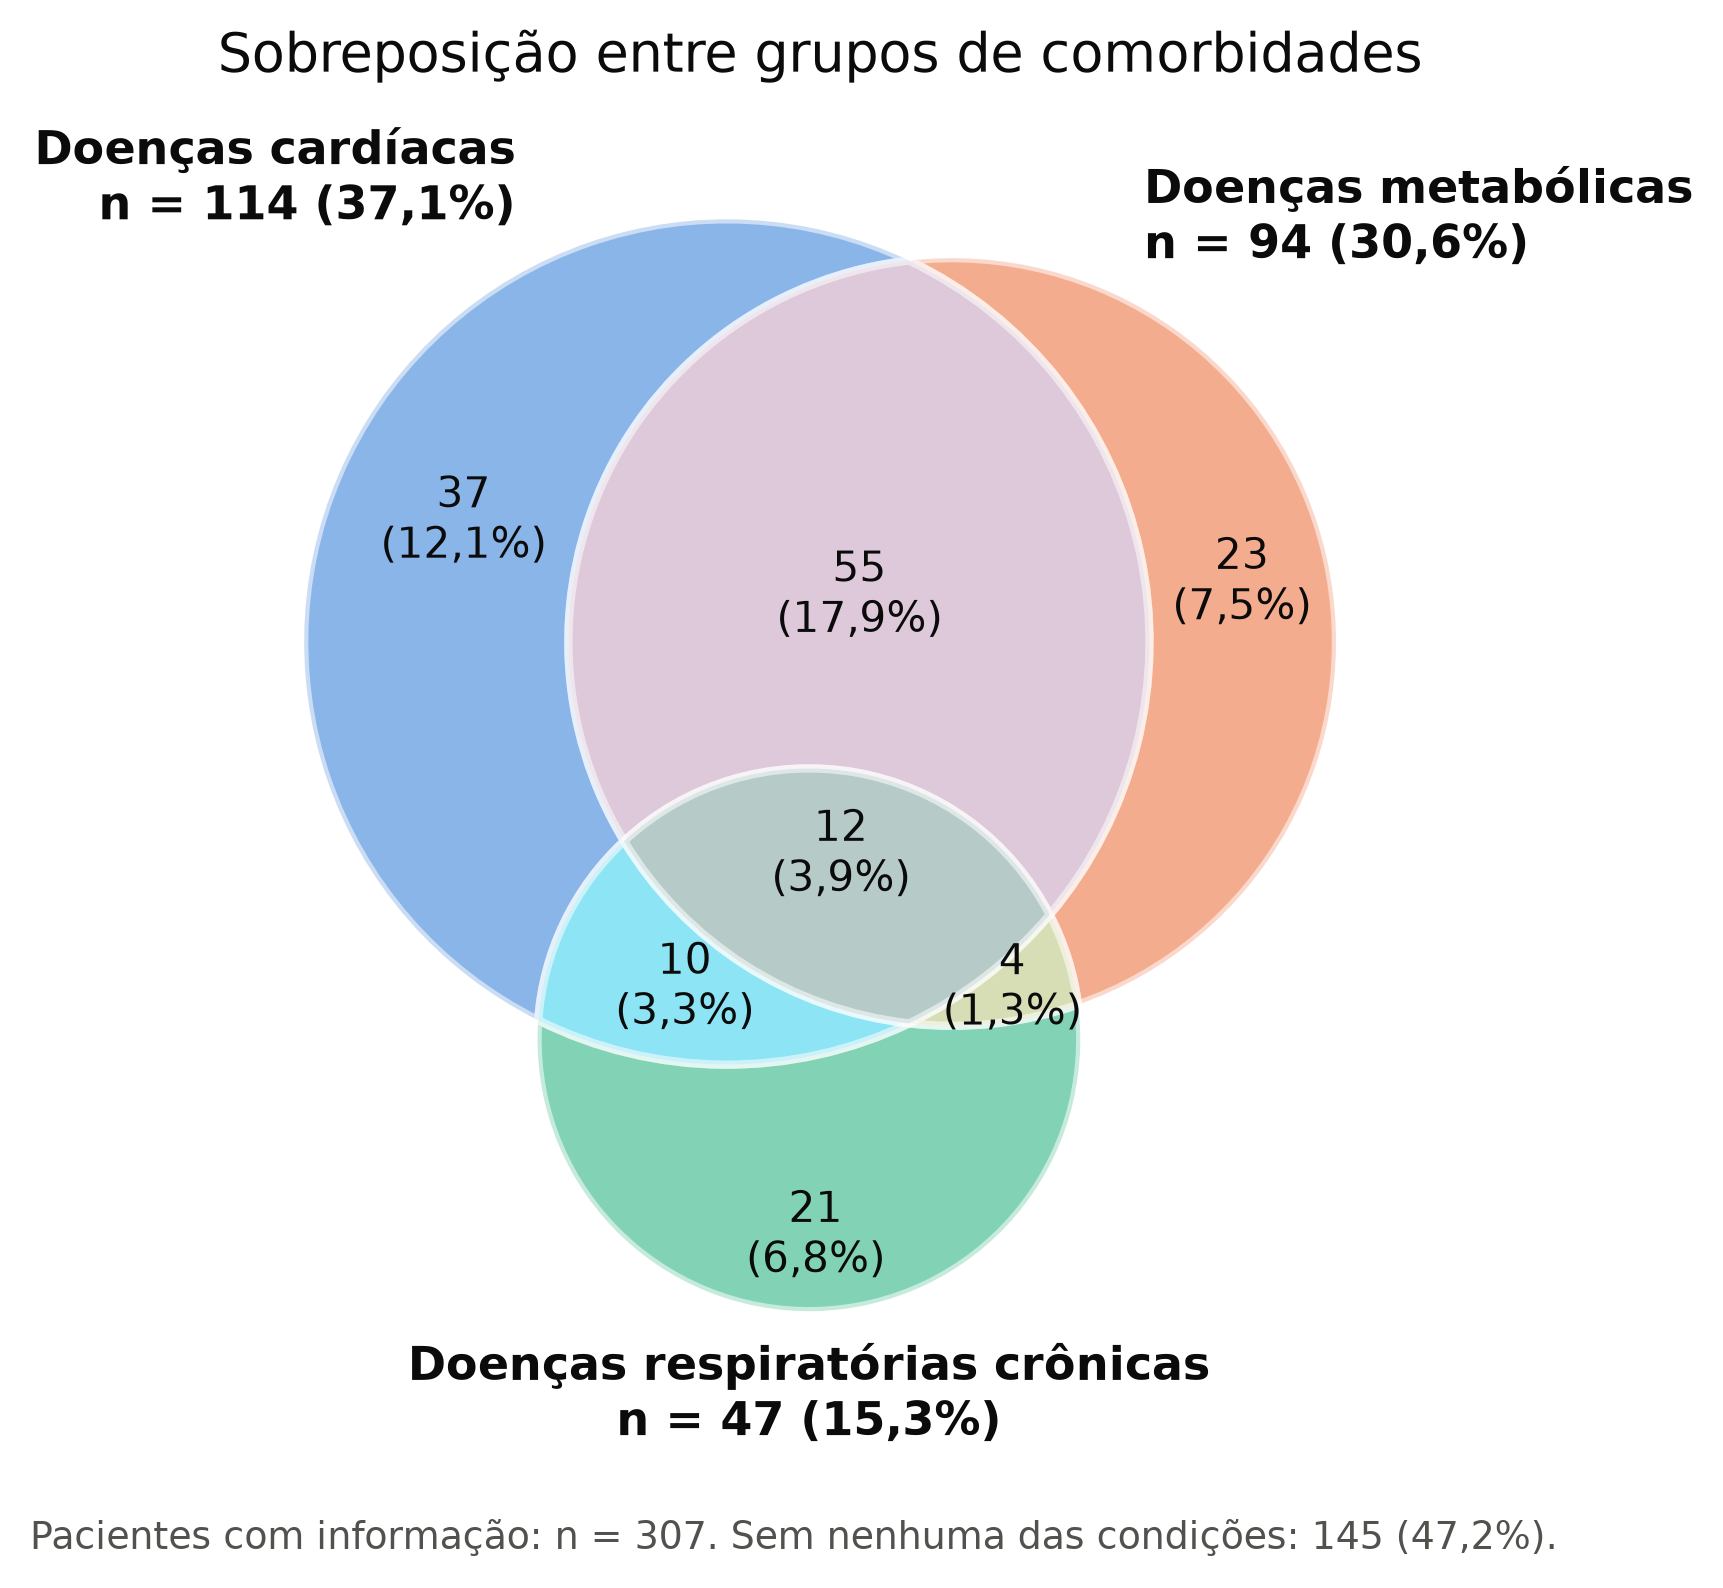 Sobreposição entre grupos de comorbidades
Doenças cardíacas
n = 114 (37,1%)
Doenças metabólicas
n = 94 (30,6%)
37
(12,1%)
55
(17,9%)
23
(7,5%)
12
(3,9%)
10
(3,3%)
4
(1,3%)
21
(6,8%)
Doenças respiratórias crônicas
n = 47 (15,3%)
Pacientes com informação: n = 307. Sem nenhuma das condições: 145 (47,2%).